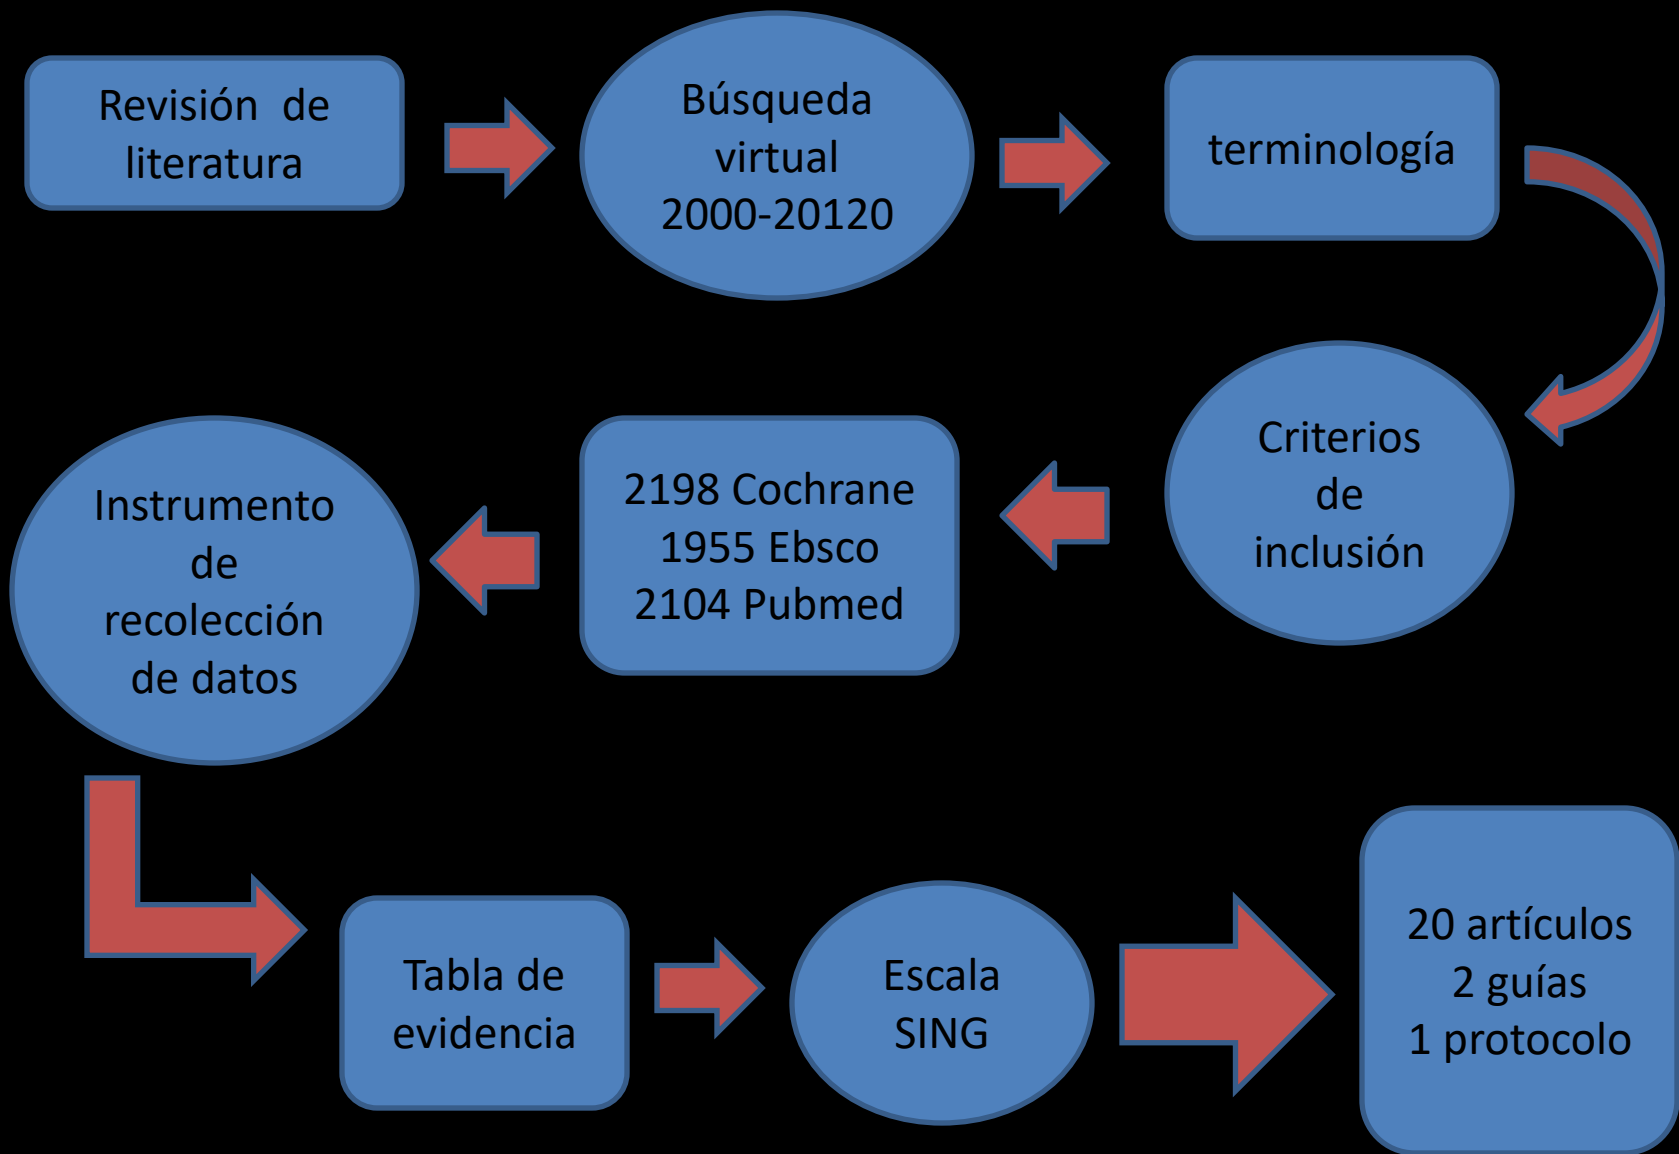 Revisión de
literatura
Búsqueda
virtual
2000-20120
terminología
Criterios
de
inclusión
2198 Cochrane
1955 Ebsco
2104 Pubmed
Instrumento
de
recolección
de datos
Tabla de
evidencia
Escala
SING
20 artículos
2 guías
1 protocolo